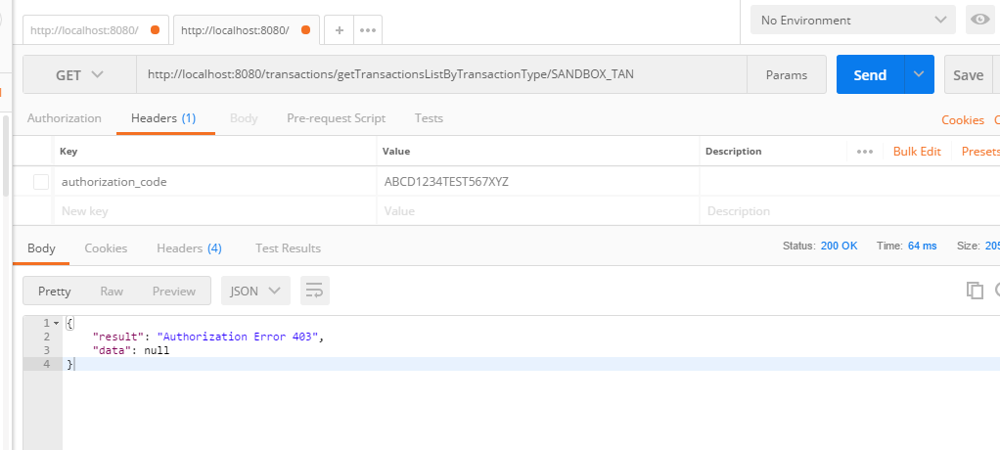 http://localhost:8080/ http://localhost:8080/ + ••• No Environment
GET http://localhost:8080/transactions/getTransactionsListByTransactionType/SANDBOX_TAN Params Send Save
Authorization Headers (1) Body Pre-request Script Tests Cookies
Key Value Description ••• Bulk Edit Presets
authorization_code ABCD1234TEST567XYZ
New key Value Description
Body Cookies Headers (4) Test Results Status: 200 OK Time: 64 ms Size: 205
Pretty Raw Preview JSON
1 {
2 "result": "Authorization Error 403",
3 "data": null
4 }